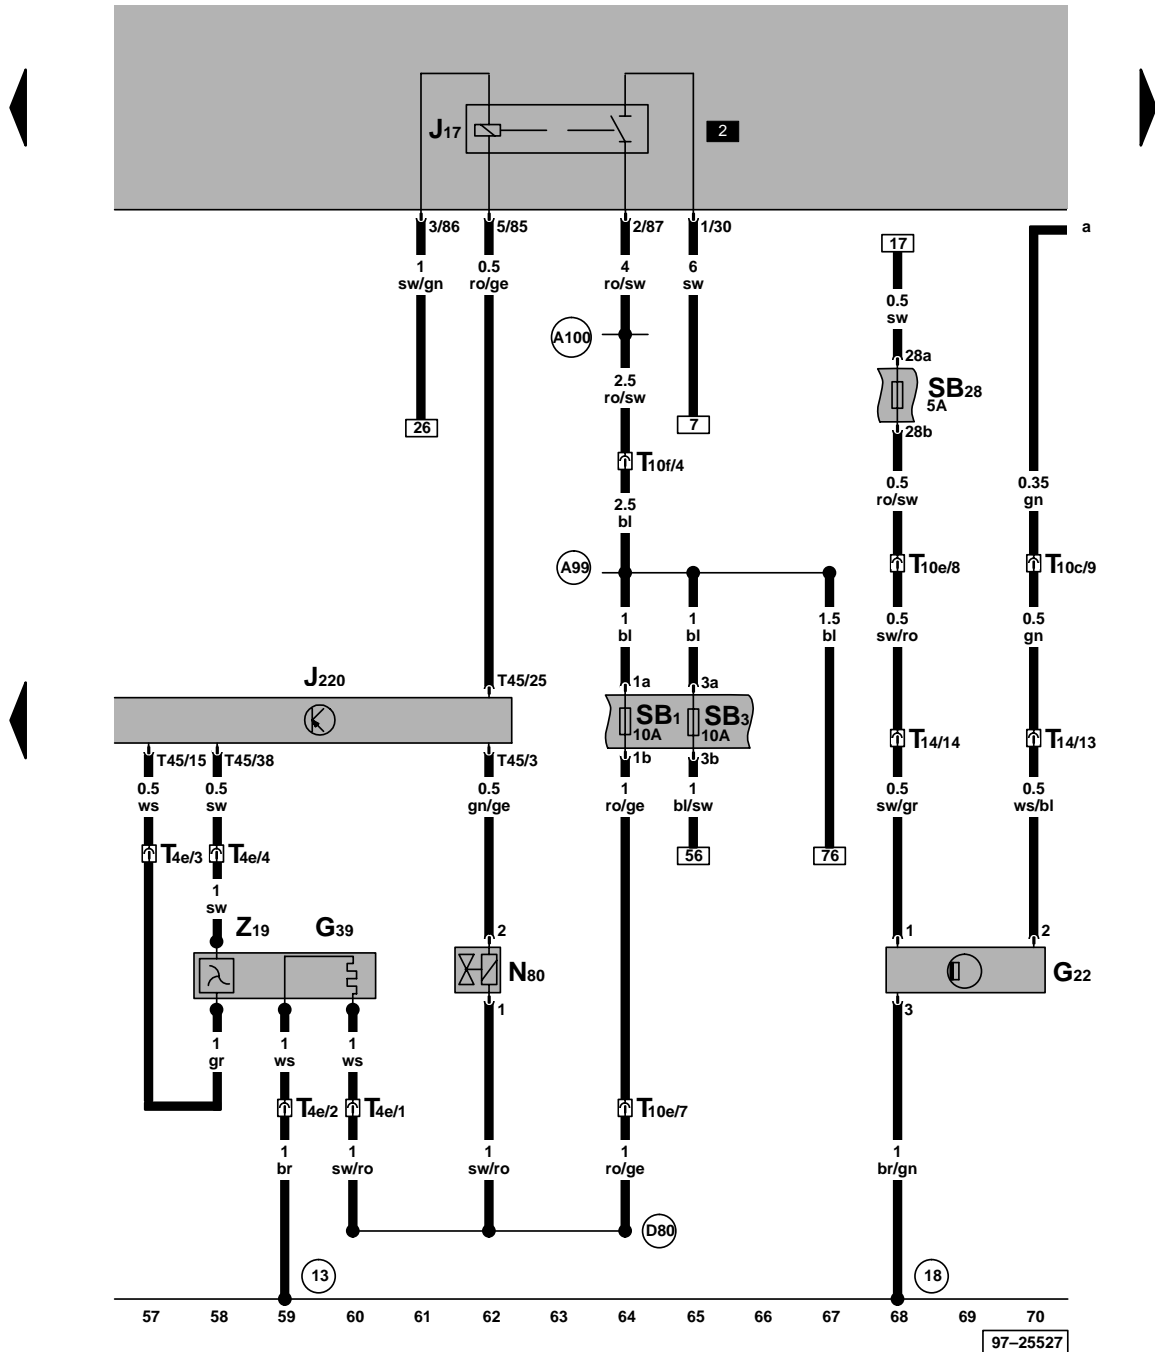 J17
2
3/86 5/85 2/87 1/30
a
17
1
sw/gn
0.5
ro/ge
4
ro/sw
6
sw
0.5
sw
A100
28a
SB28
5A
28b
2.5
ro/sw
26
7
T10f/4
2.5
bl
0.5
ro/sw
0.35
gn
A99
T10e/8
T10c/9
1
bl
1
bl
1.5
bl
0.5
sw/ro
0.5
gn
J220
T45/25
1a
3a
SB1
10A
SB3
10A
1b
3b
T14/14
T14/13
T45/15
T45/38
T45/3
0.5
ws
0.5
sw
0.5
gn/ge
1
ro/ge
1
bl/sw
0.5
sw/gr
0.5
ws/bl
T4e/3
T4e/4
56
76
1
sw
Z19
G39
2
N80
1
1
2
G22
3
1
gr
1
ws
1
ws
T4e/2
T4e/1
T10e/7
1
br
1
sw/ro
1
sw/ro
1
ro/ge
1
br/gn
D80
13
18
57 58 59 60 61 62 63 64 65 66 67 68 69 70
97–25527